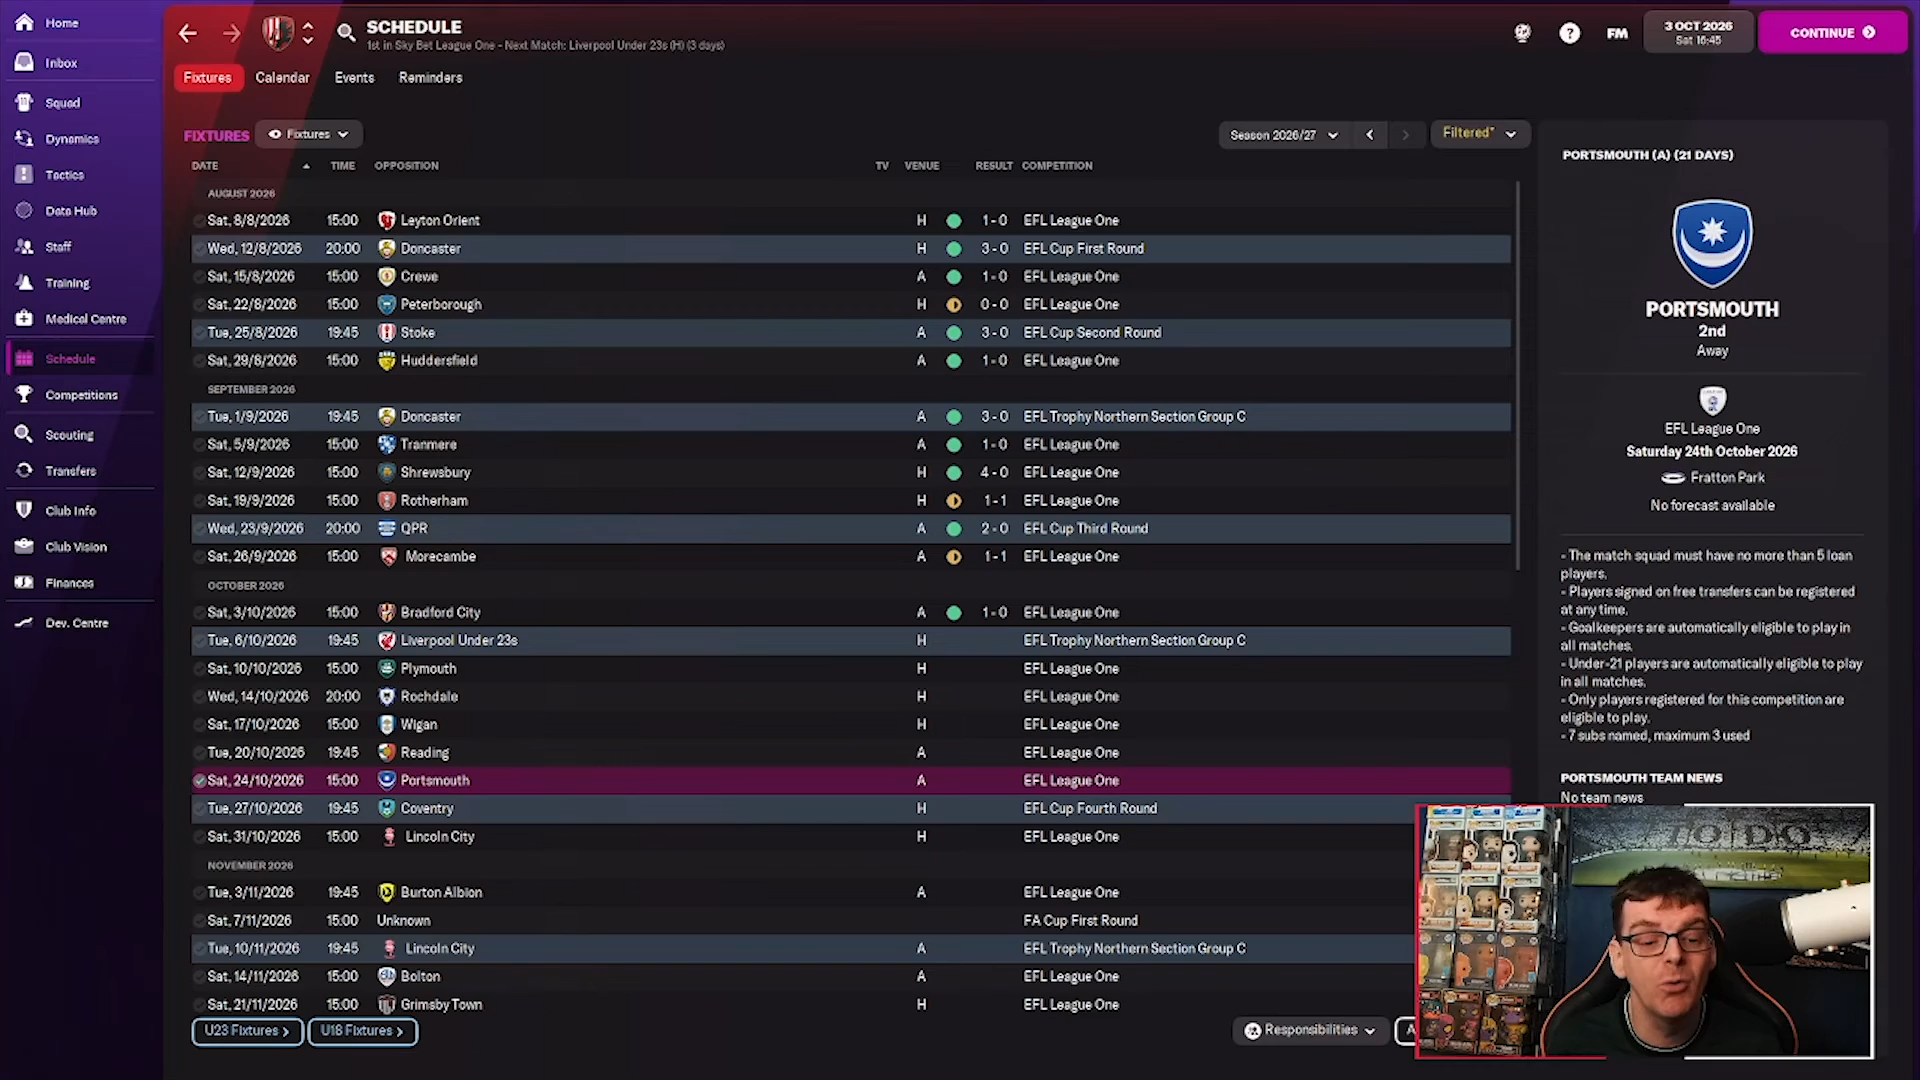 Home
Inbox
Squad
Dynamics
Tactics
Data Hub
Staff
Training
Medical Centre
Schedule
Competitions
Scouting
Transfers
Club Info
Club Vision
Finances
Dev. Centre
SCHEDULE
1st in Sky Bet League One - Next Match: Liverpool Under 23s (H) (3 days)
FM
3 OCT 2026
Sat 16:45
CONTINUE
Fixtures Calendar Events Reminders
FIXTURES Fixtures
Season 2026/27
Filtered*
DATE TIME OPPOSITION TV VENUE RESULT COMPETITION
AUGUST 2026
Sat, 8/8/2026 15:00 Leyton Orient H 1 - 0 EFL League One
Wed, 12/8/2026 20:00 Doncaster H 3 - 0 EFL Cup First Round
Sat, 15/8/2026 15:00 Crewe A 1 - 0 EFL League One
Sat, 22/8/2026 15:00 Peterborough H 0 - 0 EFL League One
Tue, 25/8/2026 19:45 Stoke A 3 - 0 EFL Cup Second Round
Sat, 29/8/2026 15:00 Huddersfield A 1 - 0 EFL League One
SEPTEMBER 2026
Tue, 1/9/2026 19:45 Doncaster A 3 - 0 EFL Trophy Northern Section Group C
Sat, 5/9/2026 15:00 Tranmere A 1 - 0 EFL League One
Sat, 12/9/2026 15:00 Shrewsbury H 4 - 0 EFL League One
Sat, 19/9/2026 15:00 Rotherham H 1 - 1 EFL League One
Wed, 23/9/2026 20:00 QPR A 2 - 0 EFL Cup Third Round
Sat, 26/9/2026 15:00 Morecambe A 1 - 1 EFL League One
OCTOBER 2026
Sat, 3/10/2026 15:00 Bradford City A 1 - 0 EFL League One
Tue, 6/10/2026 19:45 Liverpool Under 23s H EFL Trophy Northern Section Group C
Sat, 10/10/2026 15:00 Plymouth H EFL League One
Wed, 14/10/2026 20:00 Rochdale H EFL League One
Sat, 17/10/2026 15:00 Wigan H EFL League One
Tue, 20/10/2026 19:45 Reading A EFL League One
Sat, 24/10/2026 15:00 Portsmouth A EFL League One
Tue, 27/10/2026 19:45 Coventry H EFL Cup Fourth Round
Sat, 31/10/2026 15:00 Lincoln City H EFL League One
NOVEMBER 2026
Tue, 3/11/2026 19:45 Burton Albion A EFL League One
Sat, 7/11/2026 15:00 Unknown FA Cup First Round
Tue, 10/11/2026 19:45 Lincoln City A EFL Trophy Northern Section Group C
Sat, 14/11/2026 15:00 Bolton A EFL League One
Sat, 21/11/2026 15:00 Grimsby Town H EFL League One
U23 Fixtures > U18 Fixtures >
Responsibilities
PORTSMOUTH (A) (21 DAYS)
PORTSMOUTH
2nd
Away
EFL League One
Saturday 24th October 2026
Fratton Park
No forecast available
- The match squad must have no more than 5 loan
players.
- Players signed on free transfers can be registered
at any time.
- Goalkeepers are automatically eligible to play in
all matches.
- Under-21 players are automatically eligible to play
in all matches.
- Only players registered for this competition are
eligible to play.
- 7 subs named, maximum 3 used
PORTSMOUTH TEAM NEWS
No team news